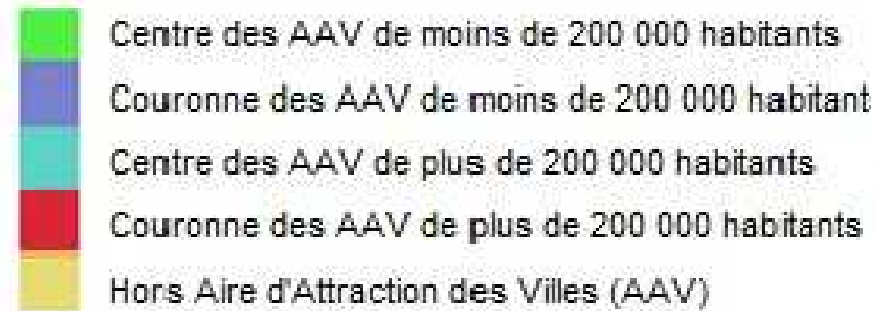 Centre des AAV de moins de 200 000 habitants
Couronne des AAV de moins de 200 000 habitant
Centre des AAV de plus de 200 000 habitants
Couronne des AAV de plus de 200 000 habitants
Hors Aire d'Attraction des Villes (AAV)